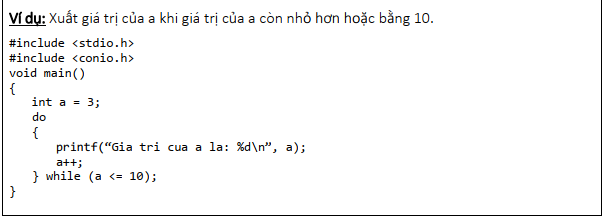 Ví dụ: Xuất giá trị của a khi giá trị của a còn nhỏ hơn hoặc bằng 10.
#include <stdio.h>
#include <conio.h>
void main()
{
int a = 3;
do
{
printf(“Gia tri cua a la: %d\n”, a);
a++;
} while (a <= 10);
}